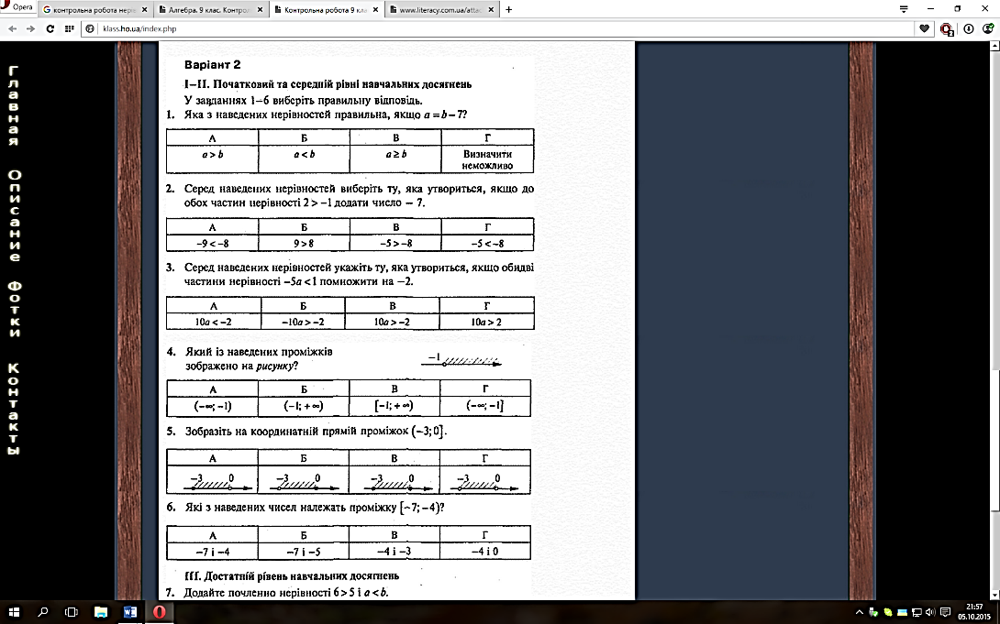 Opera
контрольна робота нерів
Алгебра. 9 клас. Контрол
Контрольна робота 9 кла
www.literacy.com.ua/attac
klass.ho.ua/index.php
Главная Описание Фотки Контакты
Варіант 2
І–ІІ. Початковий та середній рівні навчальних досягнень
У завданнях 1–6 виберіть правильну відповідь.
1. Яка з наведених нерівностей правильна, якщо a = b – 7?
А Б В Г
a > b a < b a ≥ b Визначити неможливо
2. Серед наведених нерівностей виберіть ту, яка утвориться, якщо до
обох частин нерівності 2 > –1 додати число – 7.
А Б В Г
–9 < –8 9 > 8 –5 > –8 –5 < –8
3. Серед наведених нерівностей укажіть ту, яка утвориться, якщо обидві
частини нерівності –5a < 1 помножити на –2.
А Б В Г
10a < –2 –10a > –2 10a > –2 10a > 2
4. Який із наведених проміжків
зображено на рисунку?
–1
А Б В Г
(–∞; –1) (–1; +∞) [–1; +∞) (–∞; –1]
5. Зобразіть на координатній прямій проміжок (–3; 0].
А Б В Г
–3 0 –3 0 –3 0 –3 0
6. Які з наведених чисел належать проміжку [–7; –4)?
А Б В Г
–7 і –4 –7 і –5 –4 і –3 –4 і 0
ІІІ. Достатній рівень навчальних досягнень
7. Додайте почленно нерівності 6 > 5 і a < b.
21:57
05.10.2015